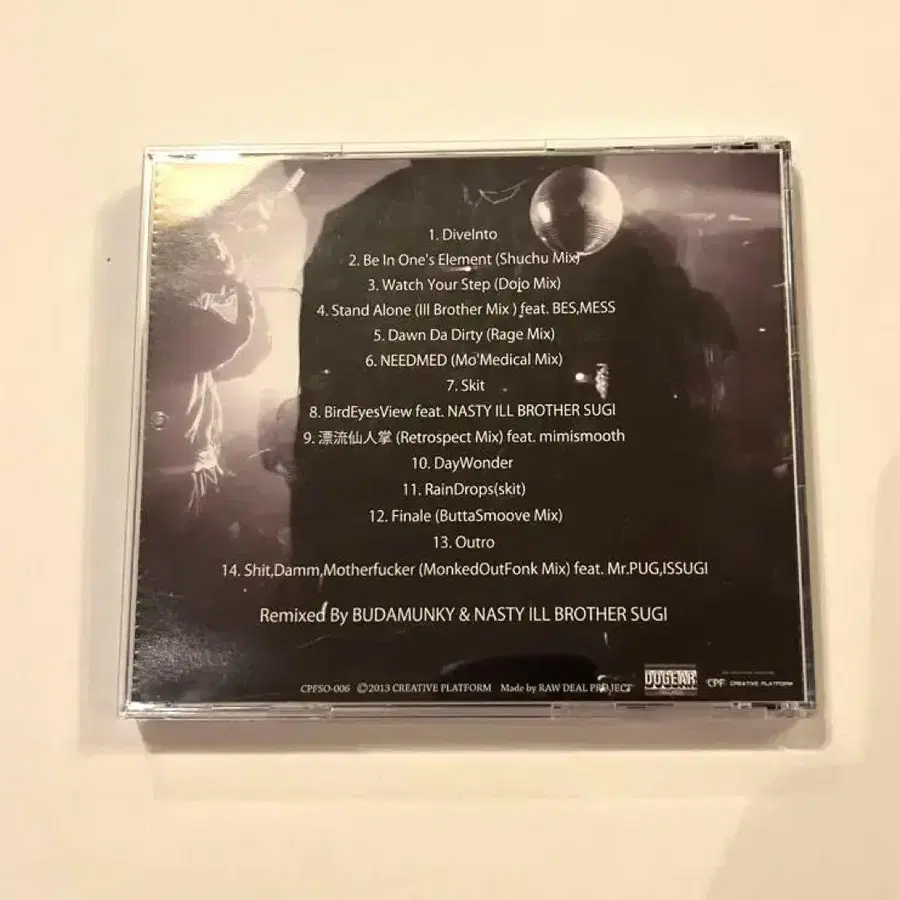 1. DiveInto
2. Be In One's Element (Shuchu Mix)
3. Watch Your Step (Dojo Mix)
4. Stand Alone (Ill Brother Mix ) feat. BES,MESS
5. Dawn Da Dirty (Rage Mix)
6. NEEDMED (Mo'Medical Mix)
7. Skit
8. BirdEyesView feat. NASTY ILL BROTHER SUGI
9. 漂流仙人掌 (Retrospect Mix) feat. mimismooth
10. DayWonder
11. RainDrops(skit)
12. Finale (ButtaSmoove Mix)
13. Outro
14. Shit,Damm,Motherfucker (MonkedOutFonk Mix) feat. Mr.PUG,ISSUGI
Remixed By BUDAMUNKY & NASTY ILL BROTHER SUGI
CPFSO-006 ©2013 CREATIVE PLATFORM Made by RAW DEAL PROJECT DOGEAR CPF CREATIVE PLATFORM